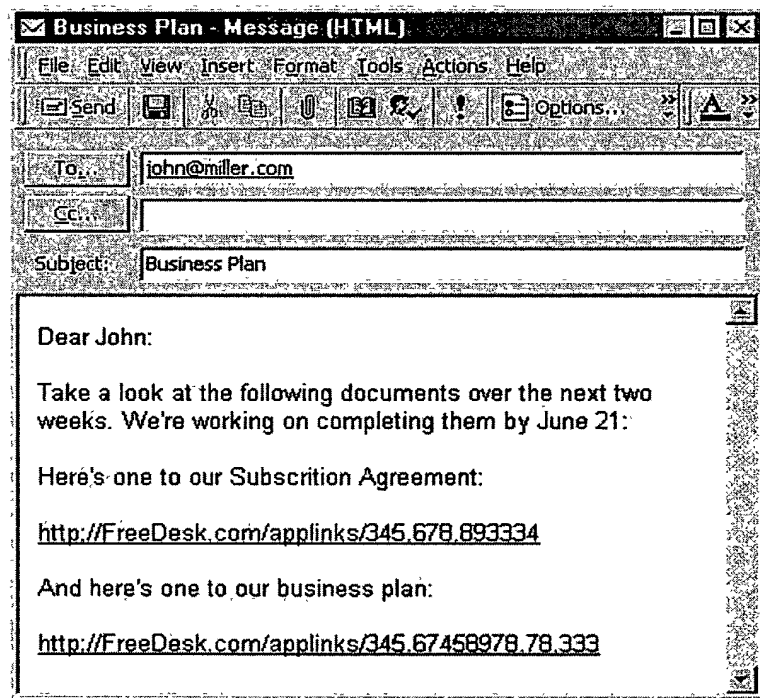 Business Plan - Message (HTML)
File Edit View Insert Format Tools Actions Help
Send Options...
To... john@miller.com
Cc...
Subject: Business Plan
Dear John:
Take a look at the following documents over the next two
weeks. We're working on completing them by June 21:
Here's one to our Subscrition Agreement:
http://FreeDesk.com/applinks/345.678.893334
And here's one to our business plan:
http://FreeDesk.com/applinks/345.67458978.78.333